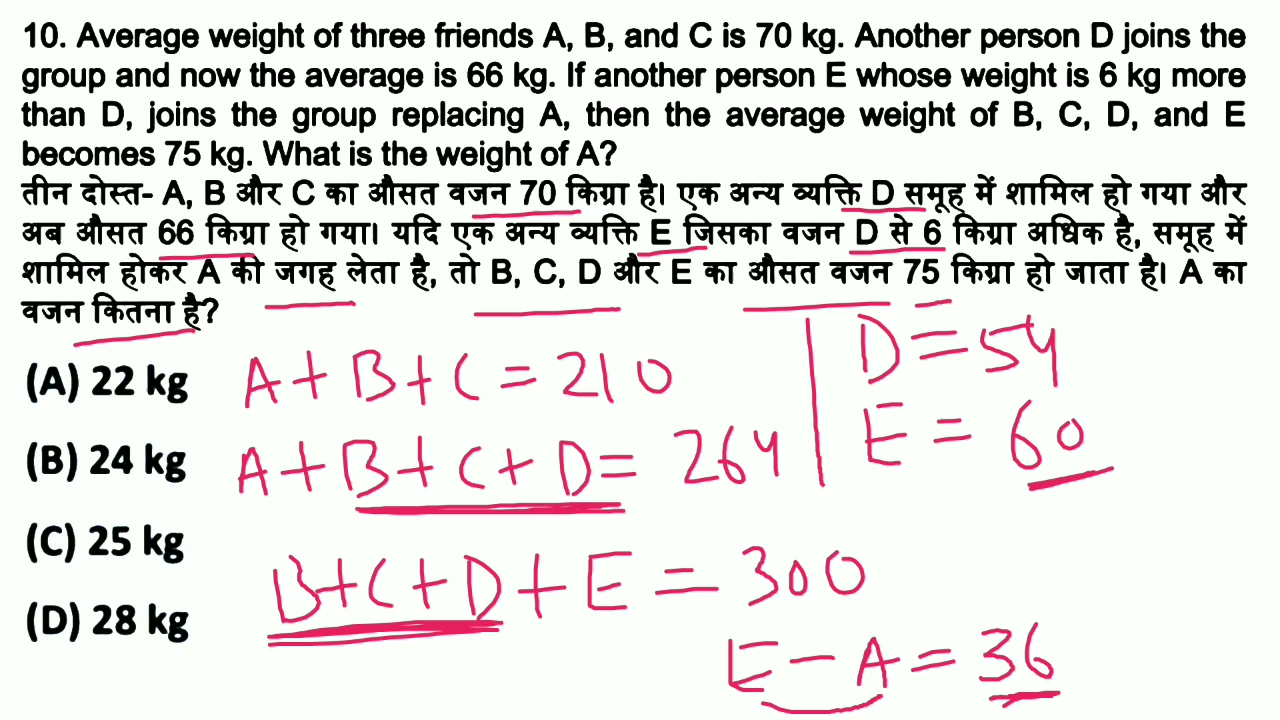 10. Average weight of three friends A, B, and C is 70 kg. Another person D joins the
group and now the average is 66 kg. If another person E whose weight is 6 kg more
than D, joins the group replacing A, then the average weight of B, C, D, and E
becomes 75 kg. What is the weight of A?
तीन दोस्त- A, B और C का औसत वजन 70 किग्रा है। एक अन्य व्यक्ति D समूह में शामिल हो गया और
अब औसत 66 किग्रा हो गया। यदि एक अन्य व्यक्ति E जिसका वजन D से 6 किग्रा अधिक है, समूह में
शामिल होकर A की जगह लेता है, तो B, C, D और E का औसत वजन 75 किग्रा हो जाता है। A का
वजन कितना है?
D = 54
(A) 22 kg A + B + C = 210
E = 60
(B) 24 kg A + B + C + D = 264
(C) 25 kg
B + C + D + E = 300
(D) 28 kg
E - A = 36